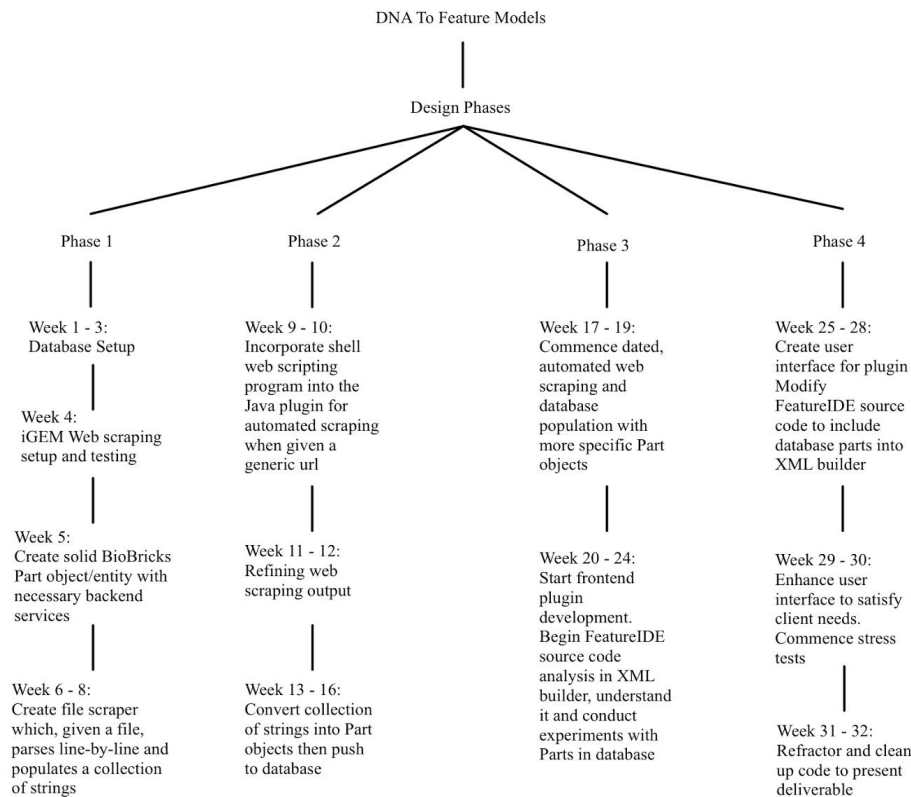 DNA To Feature Models
Design Phases
Phase 1
Week 1 - 3:
Database Setup
Week 4:
iGEM Web scraping
setup and testing
Week 5:
Create solid BioBricks
Part object/entity with
necessary backend
services
Week 6 - 8:
Create file scraper
which, given a file,
parses line-by-line and
populates a collection
of strings
Phase 2
Week 9 - 10:
Incorporate shell
web scripting
program into the
Java plugin for
automated scraping
when given a
generic url
Week 11 - 12:
Refining web
scraping output
Week 13 - 16:
Convert collection
of strings into Part
objects then push
to database
Phase 3
Week 17 - 19:
Commence dated,
automated web
scraping and
database
population with
more specific Part
objects
Week 20 - 24:
Start frontend
plugin
development.
Begin FeatureIDE
source code
analysis in XML
builder, understand
it and conduct
experiments with
Parts in database
Phase 4
Week 25 - 28:
Create user
interface for plugin
Modify
FeatureIDE source
code to include
database parts into
XML builder
Week 29 - 30:
Enhance user
interface to satisfy
client needs.
Commence stress
tests
Week 31 - 32:
Refractor and clean
up code to present
deliverable